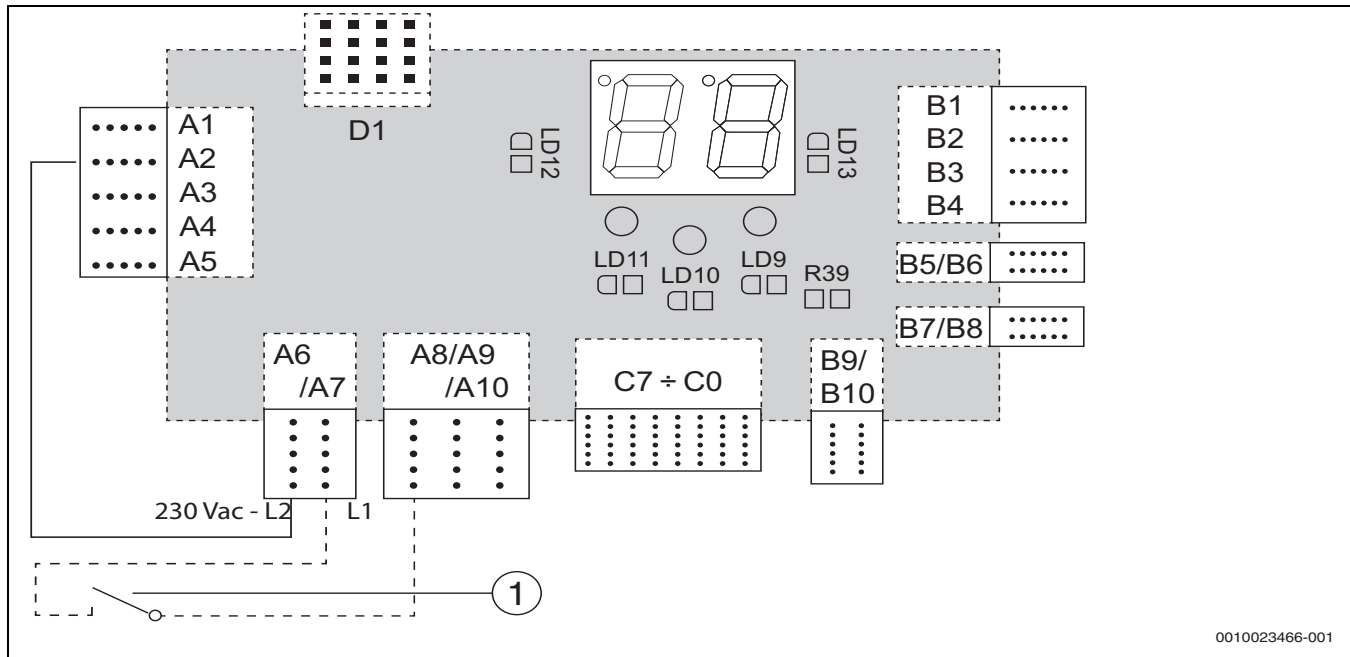 D1
A1
A2
A3
A4
A5
LD12
LD13
B1
B2
B3
B4
LD11
LD10
LD9
R39
B5/B6
B7/B8
A6
/A7
A8/A9
/A10
C7 ÷ C0
B9/
B10
230 Vac - L2
L1
1
0010023466-001